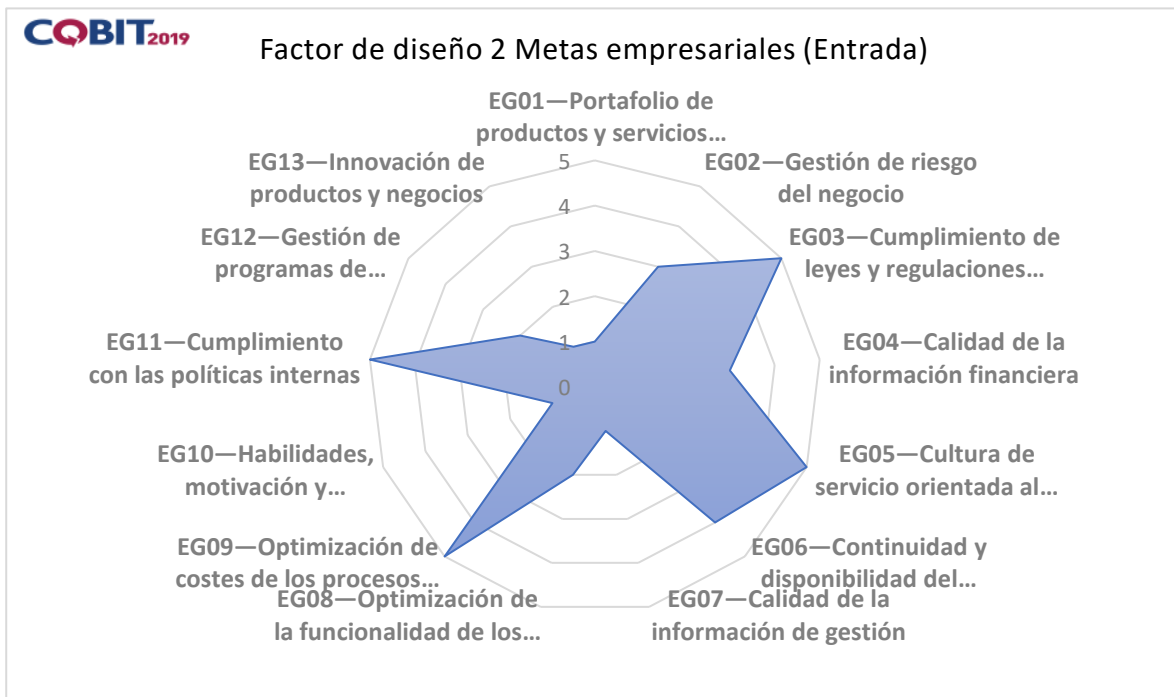 COBIT2019
Factor de diseño 2 Metas empresariales (Entrada)
EG01—Portafolio de
productos y servicios…
EG02—Gestión de riesgo
del negocio
EG03—Cumplimiento de
leyes y regulaciones…
EG04—Calidad de la
información financiera
EG05—Cultura de
servicio orientada al…
EG06—Continuidad y
disponibilidad del…
EG07—Calidad de la
información de gestión
EG08—Optimización de
la funcionalidad de los…
EG09—Optimización de
costes de los procesos…
EG10—Habilidades,
motivación y…
EG11—Cumplimiento
con las políticas internas
EG12—Gestión de
programas de…
EG13—Innovación de
productos y negocios
5
4
3
2
1
0